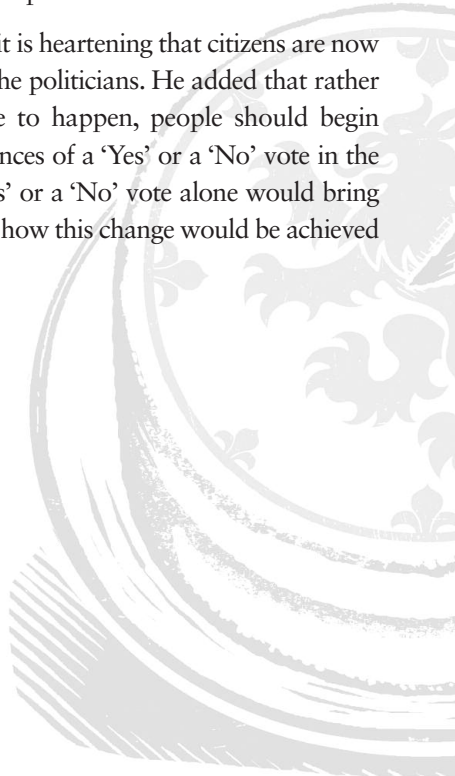 it is heartening that citizens are now
he politicians. He added that rather
e to happen, people should begin
nces of a ‘Yes’ or a ‘No’ vote in the
s’ or a ‘No’ vote alone would bring
how this change would be achieved